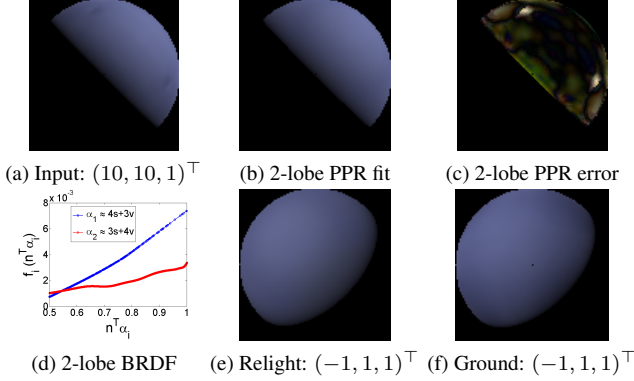 (a) Input: (10, 10, 1)⊤
(b) 2-lobe PPR fit
(c) 2-lobe PPR error
8 x 10⁻³
6
4
2
0
0.5 0.6 0.7 0.8 0.9 1
f_i (n^T α_i)
n^T α_i
α_1 ≈ 4s+3v
α_2 ≈ 3s+4v
(d) 2-lobe BRDF
(e) Relight: (−1, 1, 1)⊤
(f) Ground: (−1, 1, 1)⊤